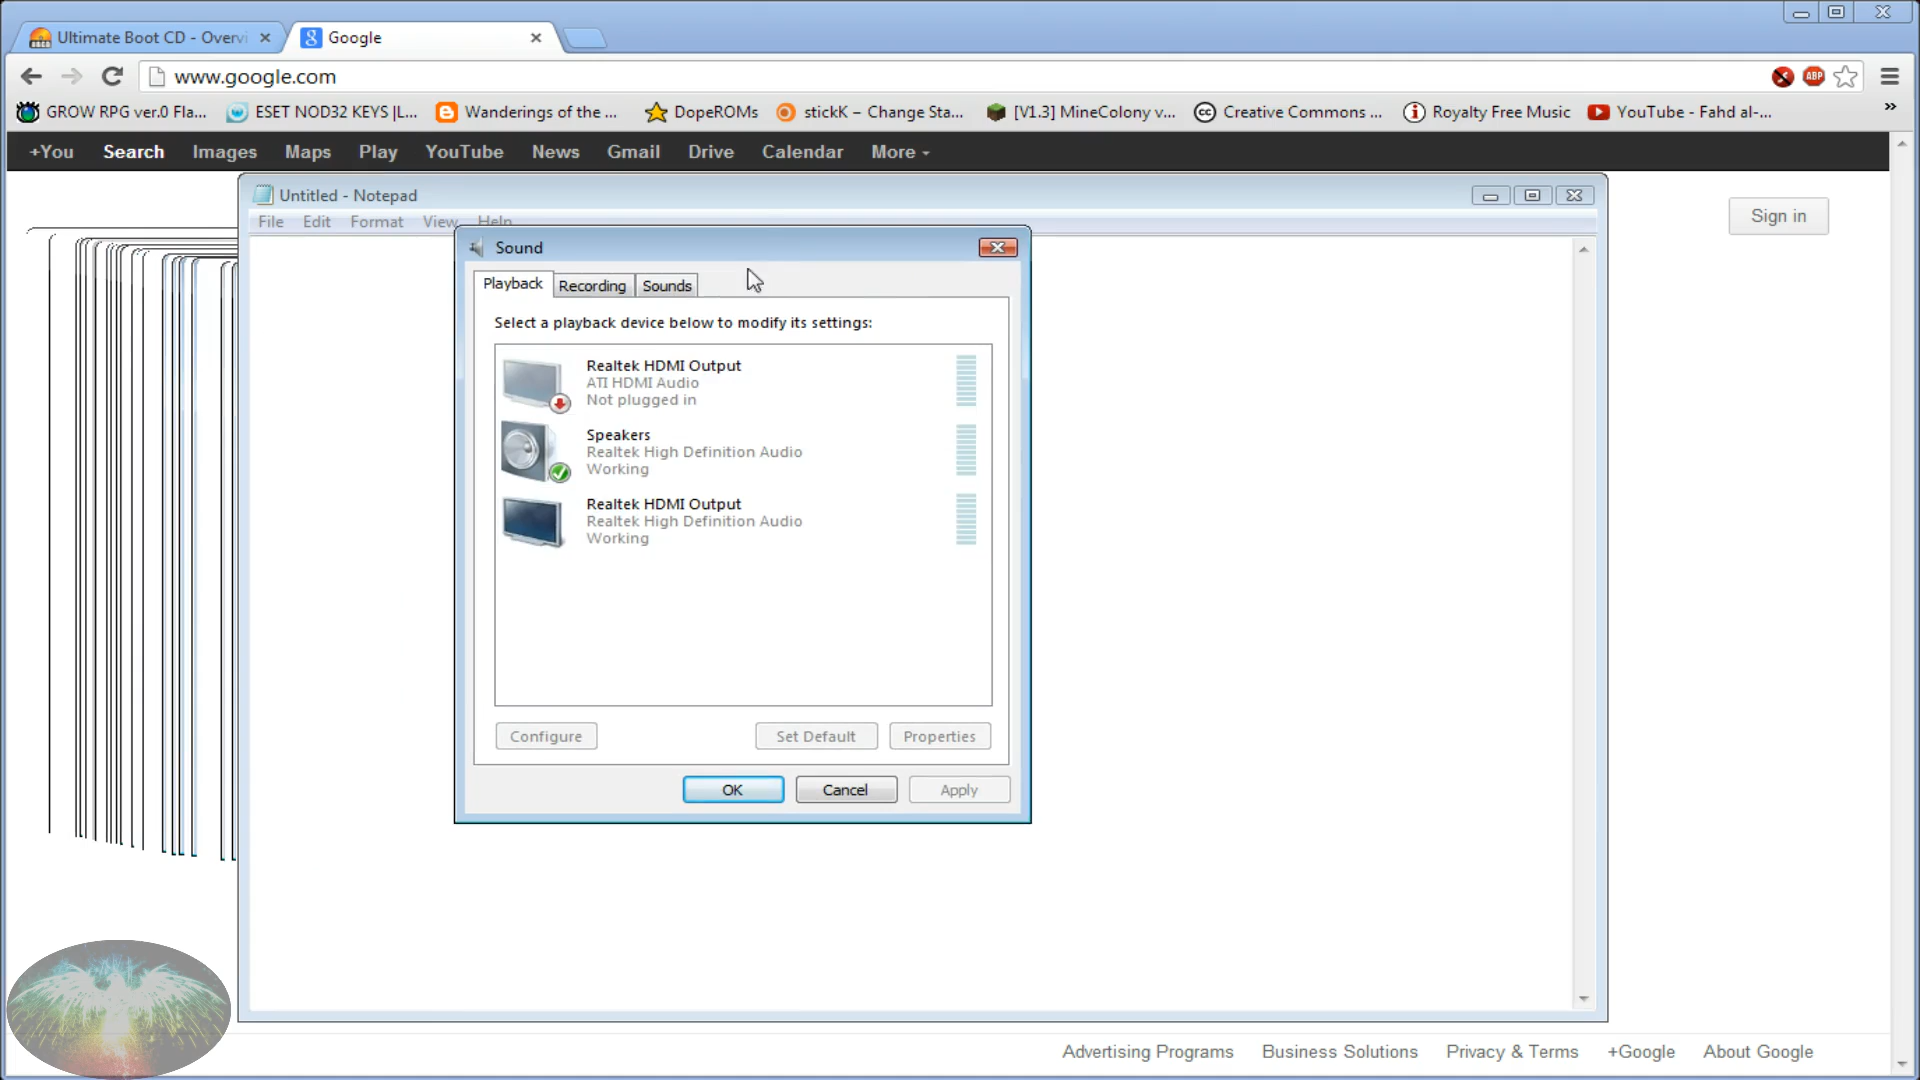 Ultimate Boot CD - Overvi
Google
www.google.com
ABP
GROW RPG ver.0 Fla... ESET NOD32 KEYS |L... Wanderings of the ... DopeROMs stickK – Change Sta... [V1.3] MineColony v... Creative Commons ... Royalty Free Music YouTube - Fahd al-... »
+You Search Images Maps Play YouTube News Gmail Drive Calendar More
Sign in
Untitled - Notepad
File Edit Format View Help
Sound
Playback Recording Sounds
Select a playback device below to modify its settings:
Realtek HDMI Output
ATI HDMI Audio
Not plugged in
Speakers
Realtek High Definition Audio
Working
Realtek HDMI Output
Realtek High Definition Audio
Working
Configure Set Default Properties
OK Cancel Apply
Advertising Programs Business Solutions Privacy & Terms +Google About Google